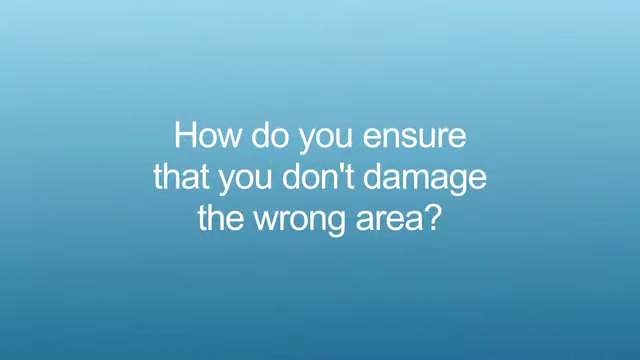 How do you ensure
that you don't damage
the wrong area?